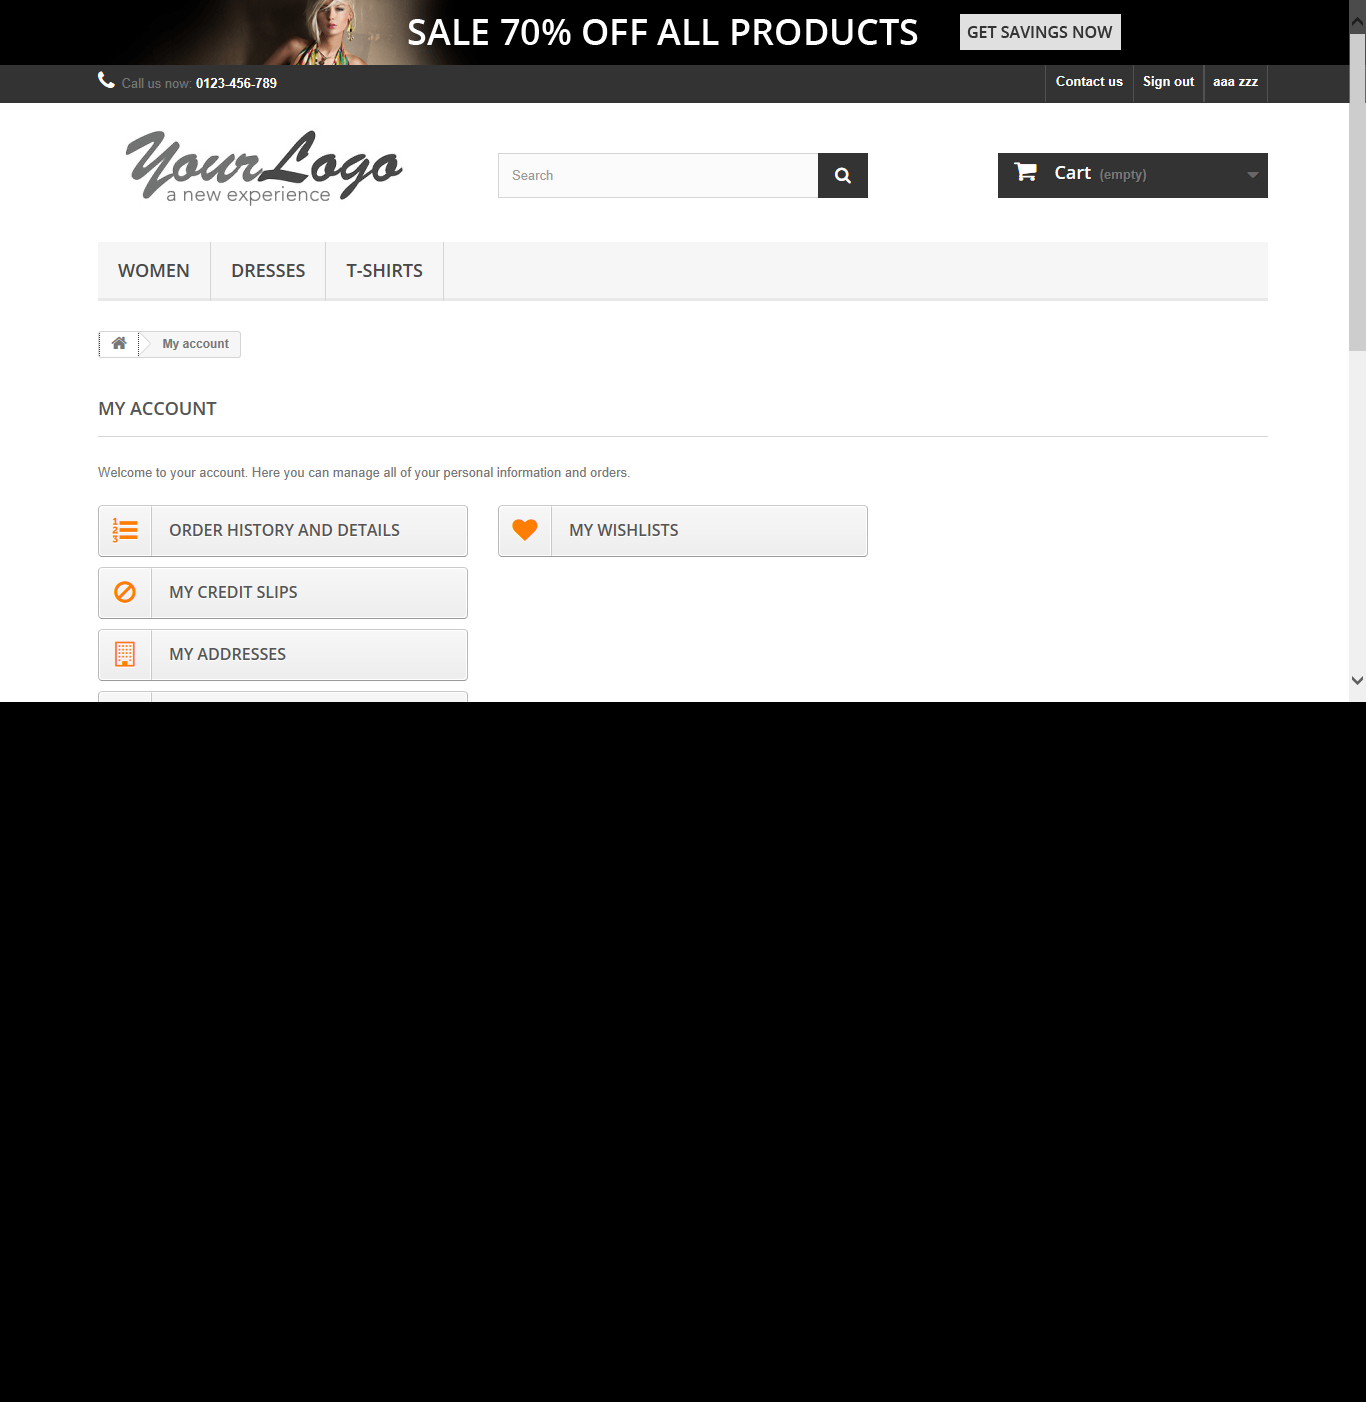 SALE 70% OFF ALL PRODUCTS GET SAVINGS NOW
Call us now: 0123-456-789
Contact us
Sign out
aaa zzz
YourLogo
a new experience
Search
Cart (empty)
WOMEN
DRESSES
T-SHIRTS
My account
MY ACCOUNT
Welcome to your account. Here you can manage all of your personal information and orders.
ORDER HISTORY AND DETAILS
MY WISHLISTS
MY CREDIT SLIPS
MY ADDRESSES